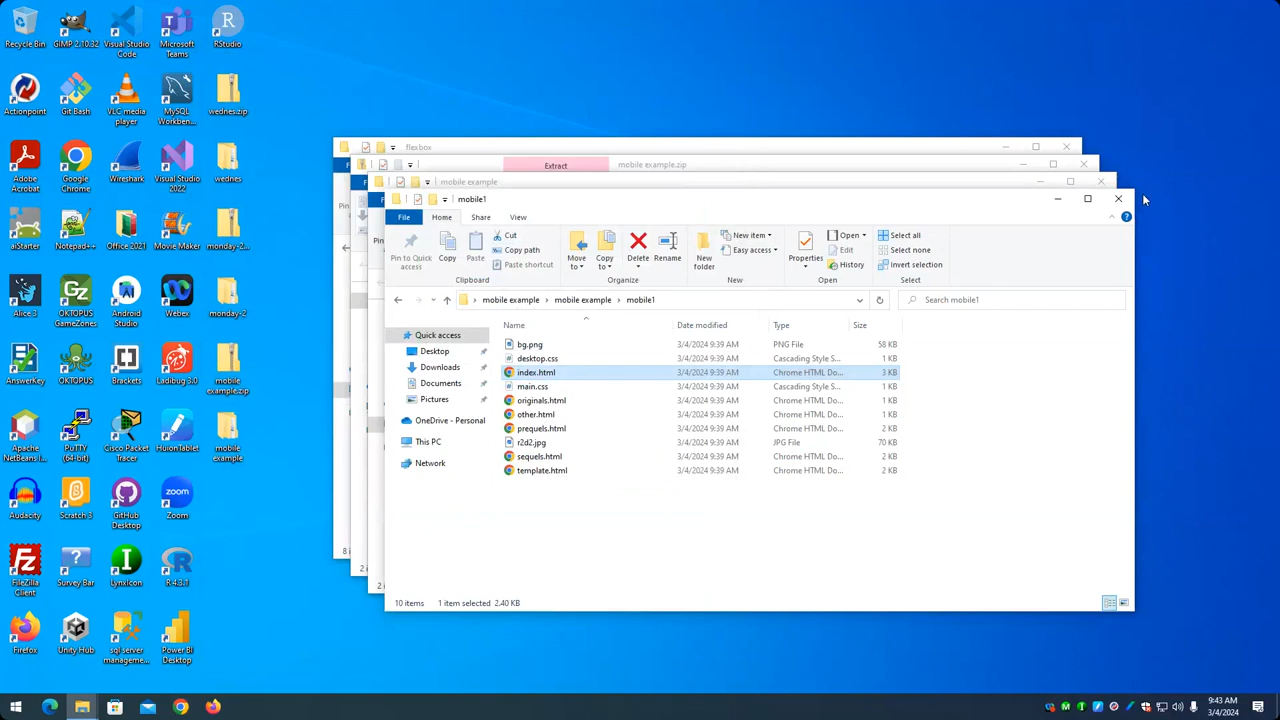 Recycle Bin
GIMP 2.10.32
Visual Studio
Code
Microsoft
Teams
RStudio
Actionpoint
Git Bash
VLC media
player
MySQL
Workben...
wednes.zip
Adobe
Acrobat
Google
Chrome
Wireshark
Visual Studio
2022
wednes
aiStarter
Notepad++
Office 2021
Movie Maker
monday-2...
Alice 3
OKTOPUS
GameZones
Android
Studio
Webex
monday-2
AnswerKey
OKTOPUS
Brackets
Ladibug 3.0
mobile
example.zip
Apache
NetBeans I...
PuTTY
(64-bit)
Cisco Packet
Tracer
HuionTablet
mobile
example
Audacity
Scratch 3
GitHub
Desktop
Zoom
FileZilla
Client
Survey Bar
LynxIcon
R 4.3.1
Firefox
Unity Hub
sql server
manageme...
Power BI
Desktop
flexbox
Extract
mobile example.zip
mobile example
mobile1
File
Home
Share
View
Pin to Quick
access
Copy
Paste
Cut
Copy path
Paste shortcut
Clipboard
Move
to
Copy
to
Delete
Rename
Organize
New
folder
New item
Easy access
New
Properties
Open
Edit
History
Open
Select all
Select none
Invert selection
Select
mobile example > mobile example > mobile1
Search mobile1
Name
Date modified
Type
Size
Quick access
Desktop
Downloads
Documents
Pictures
OneDrive - Personal
This PC
Network
bg.png 3/4/2024 9:39 AM PNG File 58 KB
desktop.css 3/4/2024 9:39 AM Cascading Style S... 1 KB
index.html 3/4/2024 9:39 AM Chrome HTML Do... 3 KB
main.css 3/4/2024 9:39 AM Cascading Style S... 1 KB
originals.html 3/4/2024 9:39 AM Chrome HTML Do... 2 KB
other.html 3/4/2024 9:39 AM Chrome HTML Do... 2 KB
prequels.html 3/4/2024 9:39 AM Chrome HTML Do... 2 KB
r2d2.jpg 3/4/2024 9:39 AM JPG File 70 KB
sequels.html 3/4/2024 9:39 AM Chrome HTML Do... 2 KB
template.html 3/4/2024 9:39 AM Chrome HTML Do... 2 KB
10 items
1 item selected 2.40 KB
9:43 AM
3/4/2024